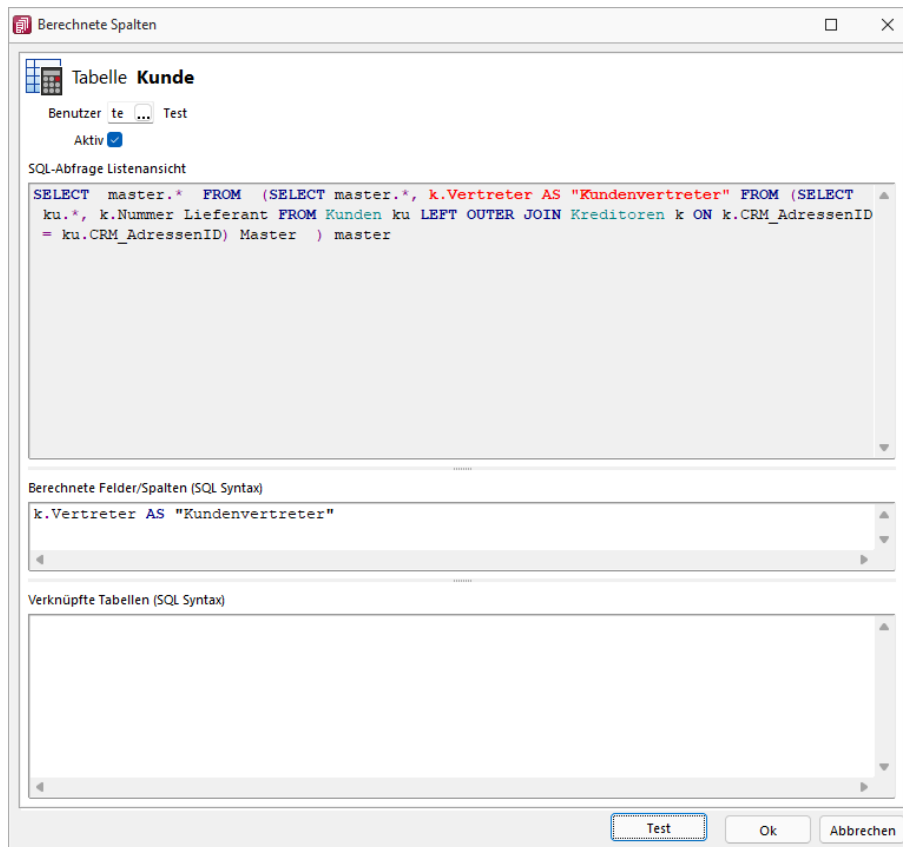 Berechnete Spalten
Tabelle Kunde
Benutzer te ... Test
Aktiv
SQL-Abfrage Listenansicht
SELECT master.* FROM (SELECT master.*, k.Vertreter AS "Kundenvertreter" FROM (SELECT
ku.*, k.Nummer Lieferant FROM Kunden ku LEFT OUTER JOIN Kreditoren k ON k.CRM_AdressenID
= ku.CRM_AdressenID) Master ) master
Berechnete Felder/Spalten (SQL Syntax)
k.Vertreter AS "Kundenvertreter"
Verknüpfte Tabellen (SQL Syntax)
Test Ok Abbrechen